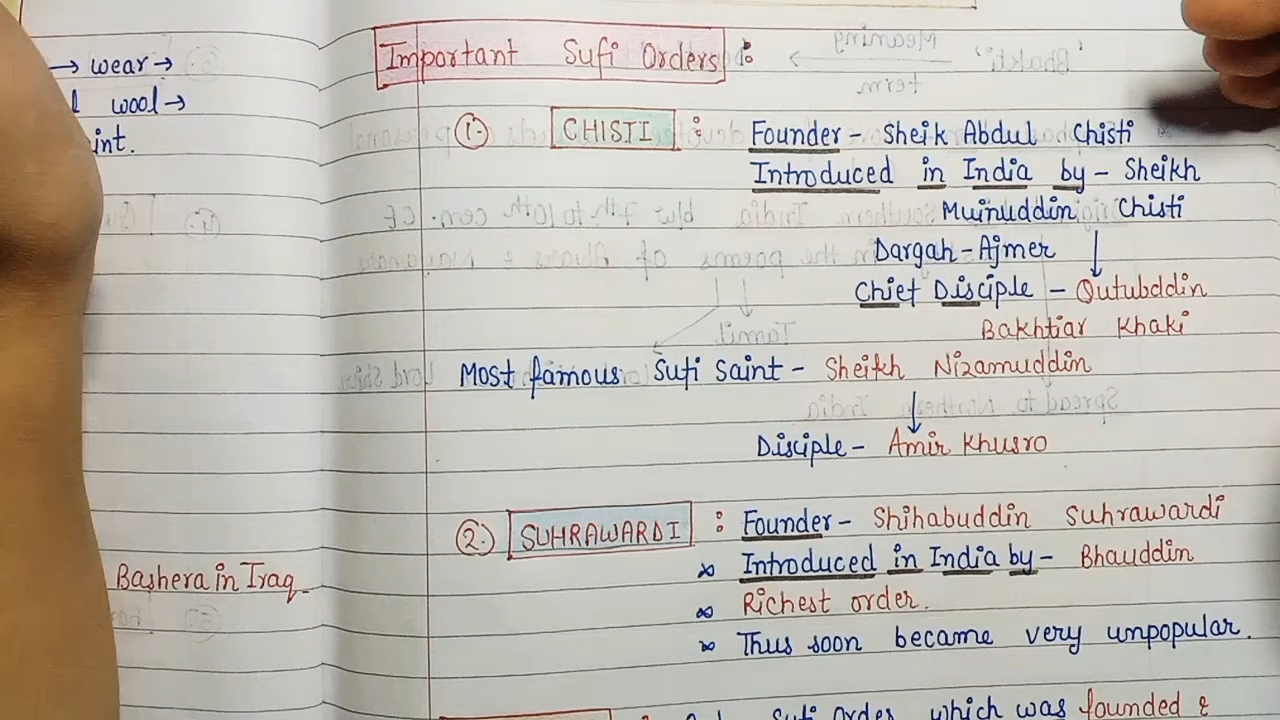 → wear →
wool →
int.
Bashera in Iraq.
Important Sufi Orders :
① CHISTI : Founder - Sheik Abdul Chisti
Introduced in India by - Sheikh
Muinuddin Chisti
Dargah - Ajmer ↓
Chief Disciple - Qutubddin
Bakhtiar Khaki
Most famous Sufi Saint - Sheikh Nizamuddin
↓
Disciple - Amir Khusro
② SUHRAWARDI : Founder - Shihabuddin Suhrawardi
Introduced in India by - Bhauddin
Richest order.
Thus soon became very unpopular.
Sufi Order which was founded &